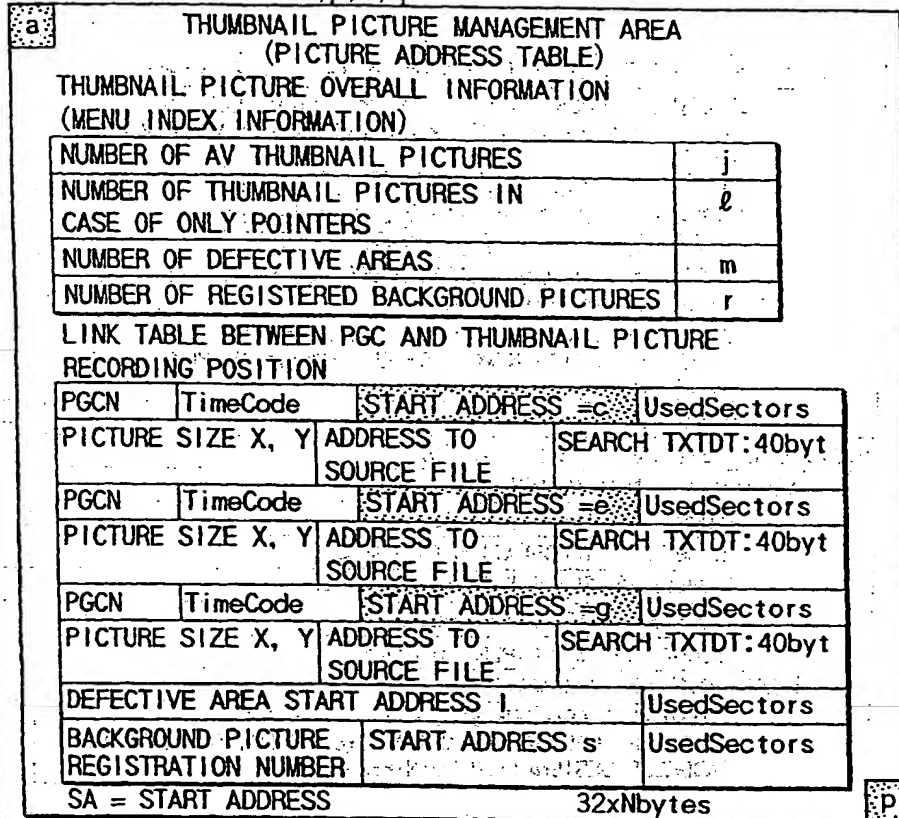 a
THUMBNAIL PICTURE MANAGEMENT AREA
(PICTURE ADDRESS TABLE)
THUMBNAIL PICTURE OVERALL INFORMATION
(MENU INDEX INFORMATION)
NUMBER OF AV THUMBNAIL PICTURES j
NUMBER OF THUMBNAIL PICTURES IN
CASE OF ONLY POINTERS ℓ
NUMBER OF DEFECTIVE AREAS m
NUMBER OF REGISTERED BACKGROUND PICTURES r
LINK TABLE BETWEEN PGC AND THUMBNAIL PICTURE
RECORDING POSITION
PGCN TimeCode START ADDRESS =c UsedSectors
PICTURE SIZE X, Y ADDRESS TO SEARCH TXTDT:40byt
SOURCE FILE
PGCN TimeCode START ADDRESS =e UsedSectors
PICTURE SIZE X, Y ADDRESS TO SEARCH TXTDT:40byt
SOURCE FILE
PGCN TimeCode START ADDRESS =g UsedSectors
PICTURE SIZE X, Y ADDRESS TO SEARCH TXTDT:40byt
SOURCE FILE
DEFECTIVE AREA START ADDRESS i UsedSectors
BACKGROUND PICTURE START ADDRESS s UsedSectors
REGISTRATION NUMBER
SA = START ADDRESS 32xNbytes p